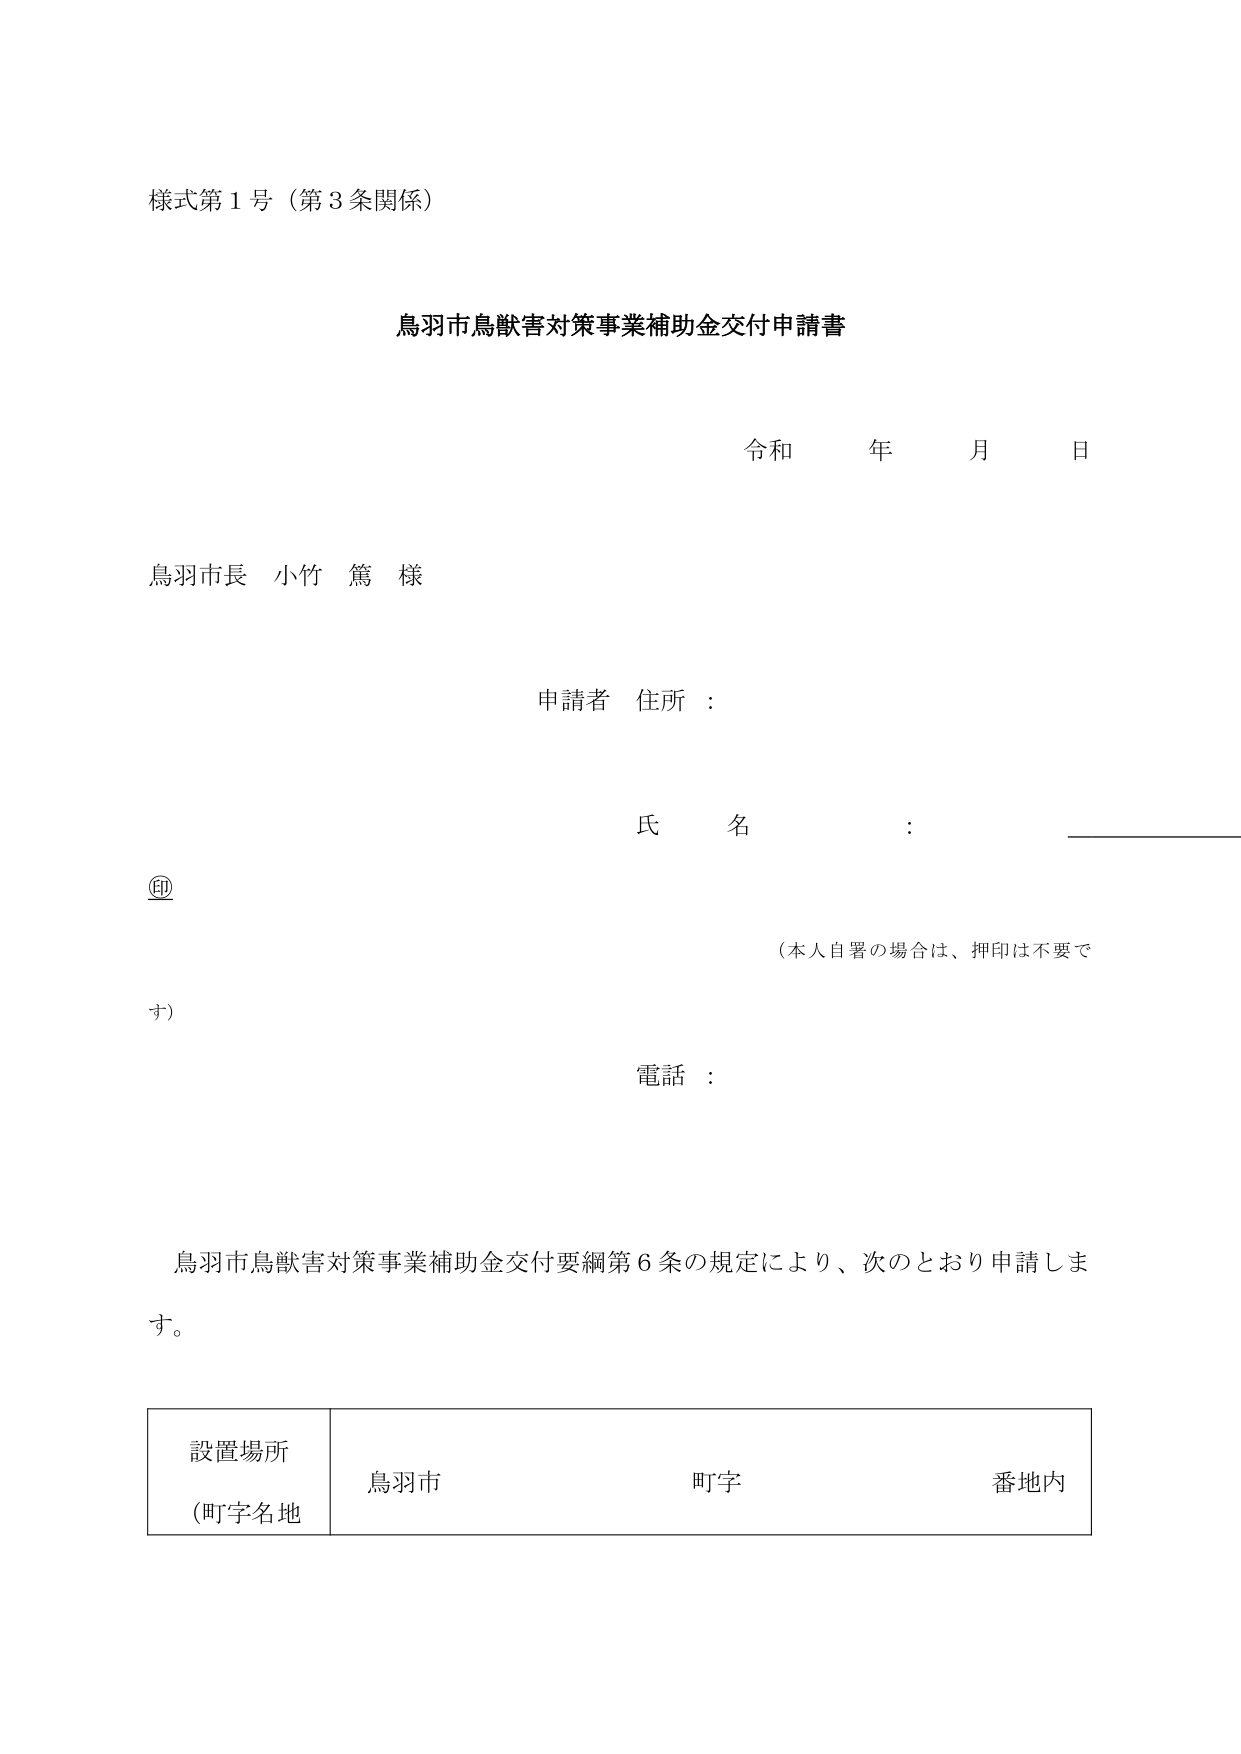 様式第１号（第３条関係）
鳥羽市鳥獣害対策事業補助金交付申請書
令和　　　年　　　月　　　日
鳥羽市長　小竹　篤　様
申請者　住所　：
氏　名　：
㊞
（本人自署の場合は、押印は不要で
す）
電話　：
鳥羽市鳥獣害対策事業補助金交付要綱第６条の規定により、次のとおり申請しま
す。
設置場所
（町字名地
鳥羽市　　　　　　　　　　町字　　　　　　　　　　番地内